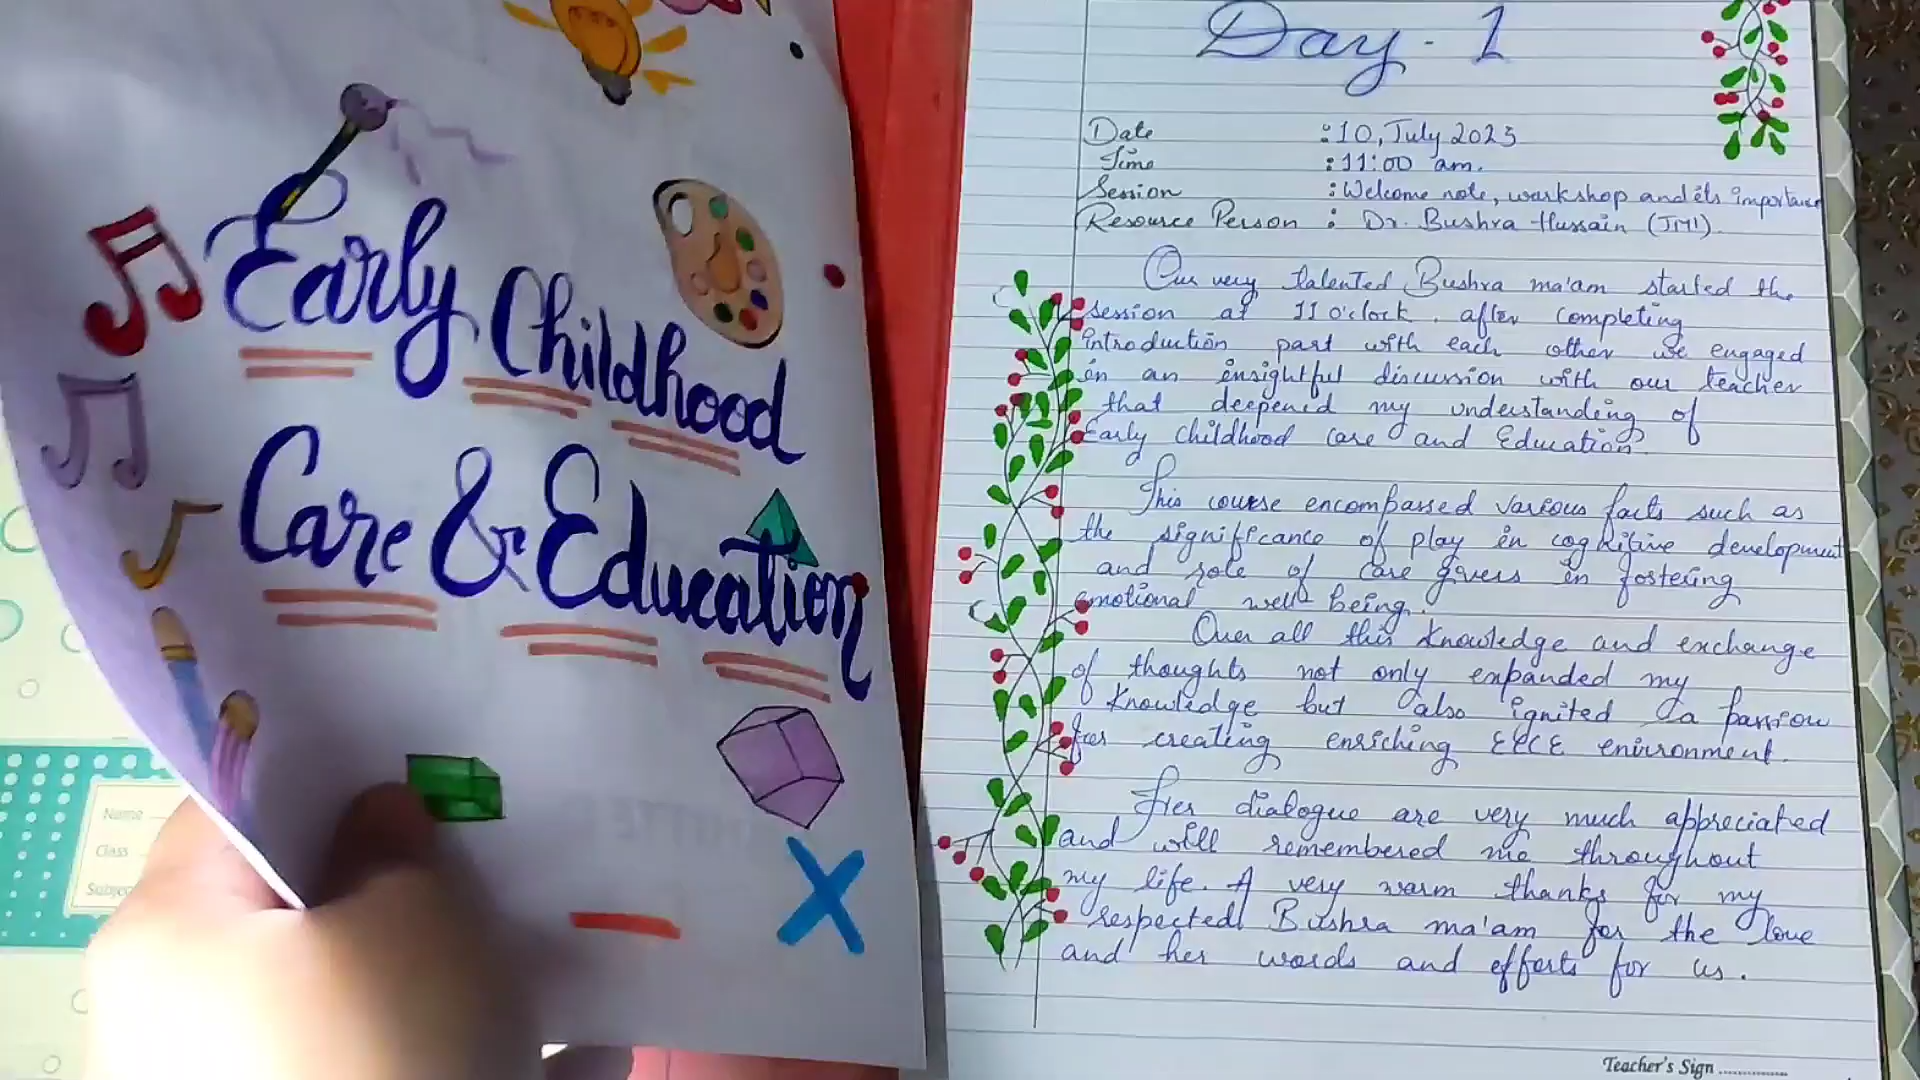 Early Childhood
Care & Education
Name
Class
Subjec
Day - 1
Date : 10, July 2023
Time : 11:00 am.
Session : Welcome note, workshop and its importance
Resource Person : Dr. Bushra Hussain (JMI).
Our very talented Bushra ma'am started the
session at 11 o'clock. after completing
introduction part with each other we engaged
in an insightful discussion with our teacher
that deepened my understanding of
Early childhood care and Education.
This course encompassed various facts such as
the significance of play in cognitive development
and role of care givers in fostering
emotional well being.
Over all this knowledge and exchange
of thoughts not only expanded my
knowledge but also ignited a passion
for creating enriching ECCE environment.
Her dialogue are very much appreciated
and will remembered me throughout
my life. A very warm thanks for my
respected Bushra ma'am for the love
and her words and efforts for us.
Teacher's Sign ..............